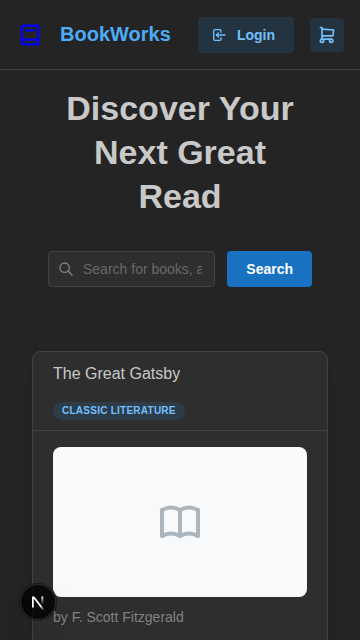 BookWorks
Login
Discover Your
Next Great
Read
Search for books, a
Search
The Great Gatsby
CLASSIC LITERATURE
N
by F. Scott Fitzgerald